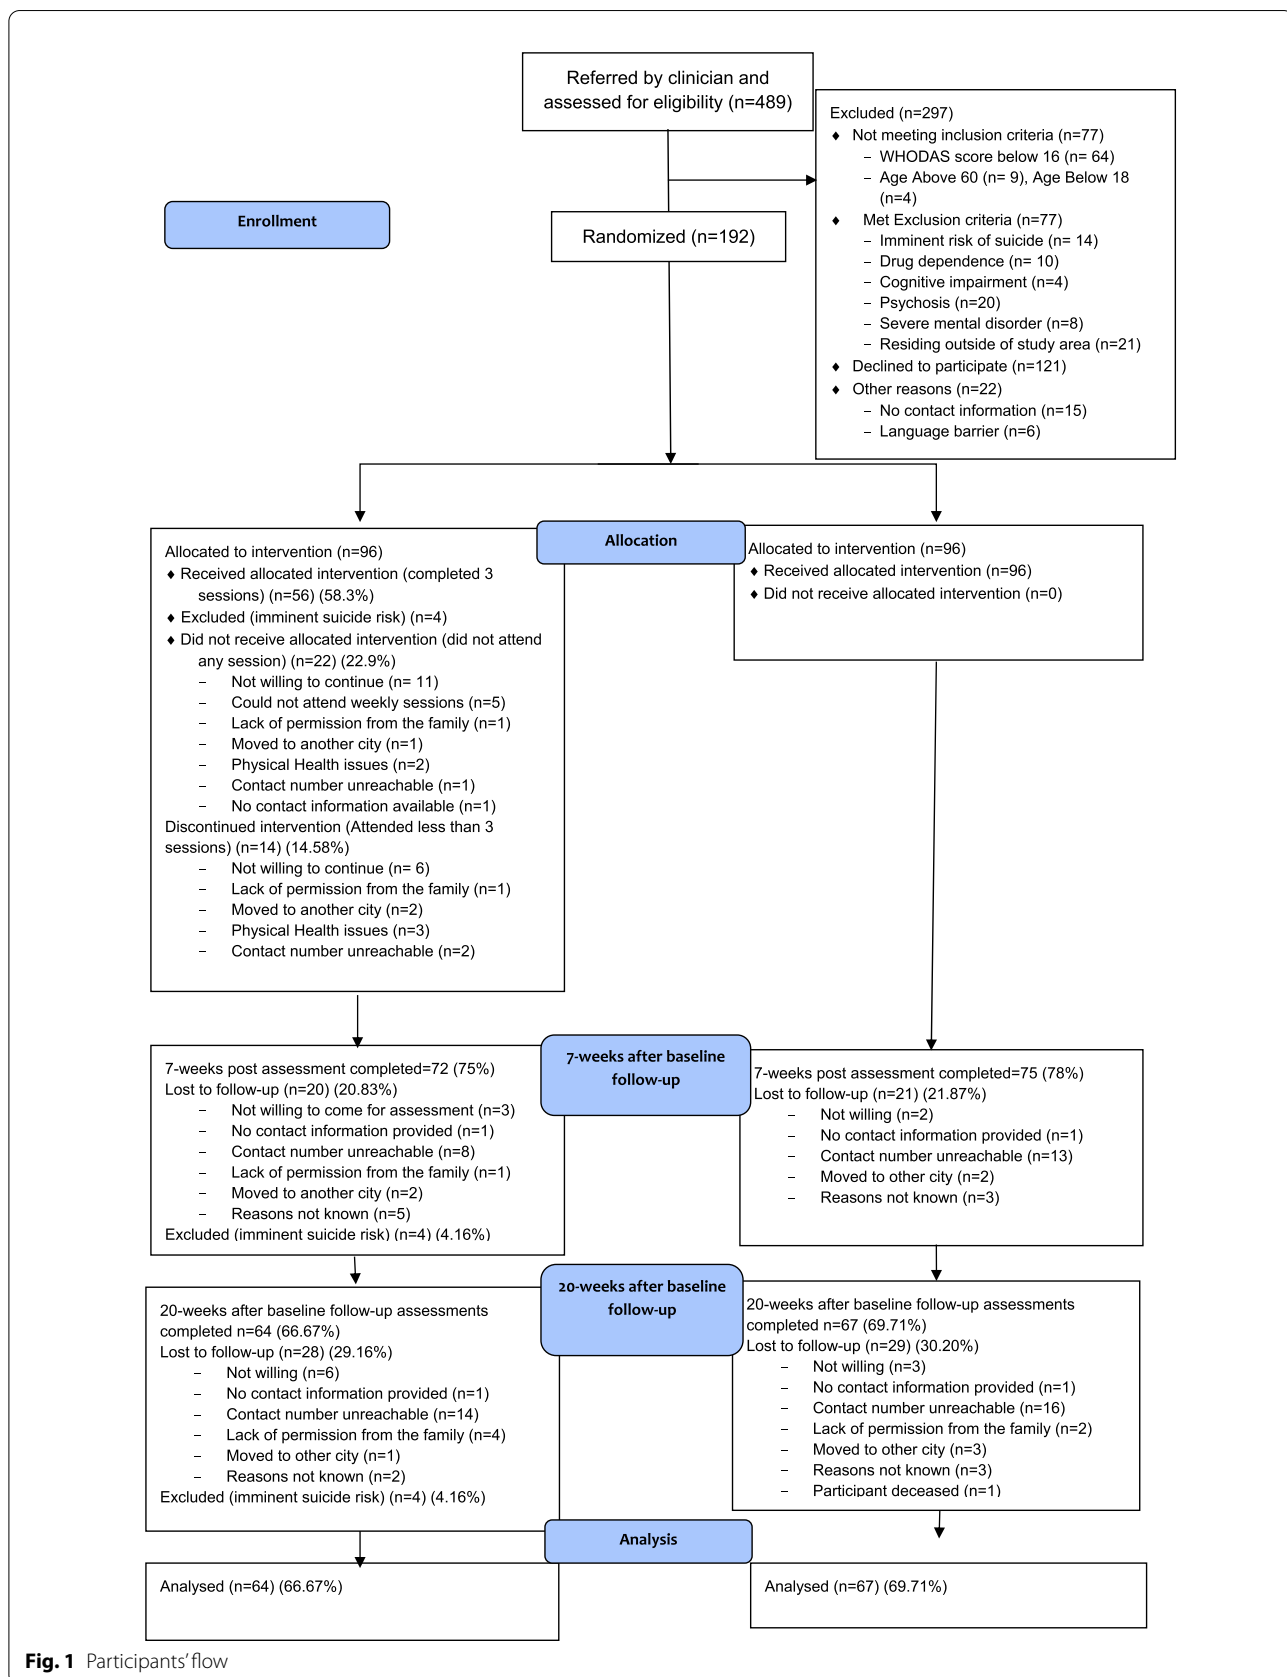 Referred by clinician and
assessed for eligibility (n=489)
Excluded (n=297)
♦ Not meeting inclusion criteria (n=77)
– WHODAS score below 16 (n= 64)
– Age Above 60 (n= 9), Age Below 18
(n=4)
♦ Met Exclusion criteria (n=77)
– Imminent risk of suicide (n= 14)
– Drug dependence (n= 10)
– Cognitive impairment (n=4)
– Psychosis (n=20)
– Severe mental disorder (n=8)
– Residing outside of study area (n=21)
♦ Declined to participate (n=121)
♦ Other reasons (n=22)
– No contact information (n=15)
– Language barrier (n=6)
Enrollment
Randomized (n=192)
Allocation
Allocated to intervention (n=96)
♦ Received allocated intervention (completed 3
sessions) (n=56) (58.3%)
♦ Excluded (imminent suicide risk) (n=4)
♦ Did not receive allocated intervention (did not attend
any session) (n=22) (22.9%)
– Not willing to continue (n= 11)
– Could not attend weekly sessions (n=5)
– Lack of permission from the family (n=1)
– Moved to another city (n=1)
– Physical Health issues (n=2)
– Contact number unreachable (n=1)
– No contact information available (n=1)
Discontinued intervention (Attended less than 3
sessions) (n=14) (14.58%)
– Not willing to continue (n= 6)
– Lack of permission from the family (n=1)
– Moved to another city (n=2)
– Physical Health issues (n=3)
– Contact number unreachable (n=2)
Allocated to intervention (n=96)
♦ Received allocated intervention (n=96)
♦ Did not receive allocated intervention (n=0)
7-weeks after baseline
follow-up
7-weeks post assessment completed=72 (75%)
Lost to follow-up (n=20) (20.83%)
– Not willing to come for assessment (n=3)
– No contact information provided (n=1)
– Contact number unreachable (n=8)
– Lack of permission from the family (n=1)
– Moved to another city (n=2)
– Reasons not known (n=5)
Excluded (imminent suicide risk) (n=4) (4.16%)
7-weeks post assessment completed=75 (78%)
Lost to follow-up (n=21) (21.87%)
– Not willing (n=2)
– No contact information provided (n=1)
– Contact number unreachable (n=13)
– Moved to other city (n=2)
– Reasons not known (n=3)
20-weeks after baseline
follow-up
20-weeks after baseline follow-up assessments
completed n=64 (66.67%)
Lost to follow-up (n=28) (29.16%)
– Not willing (n=6)
– No contact information provided (n=1)
– Contact number unreachable (n=14)
– Lack of permission from the family (n=4)
– Moved to other city (n=1)
– Reasons not known (n=2)
Excluded (imminent suicide risk) (n=4) (4.16%)
20-weeks after baseline follow-up assessments
completed n=67 (69.71%)
Lost to follow-up (n=29) (30.20%)
– Not willing (n=3)
– No contact information provided (n=1)
– Contact number unreachable (n=16)
– Lack of permission from the family (n=2)
– Moved to other city (n=3)
– Reasons not known (n=3)
– Participant deceased (n=1)
Analysis
Analysed (n=64) (66.67%)
Analysed (n=67) (69.71%)
Fig. 1 Participants' flow